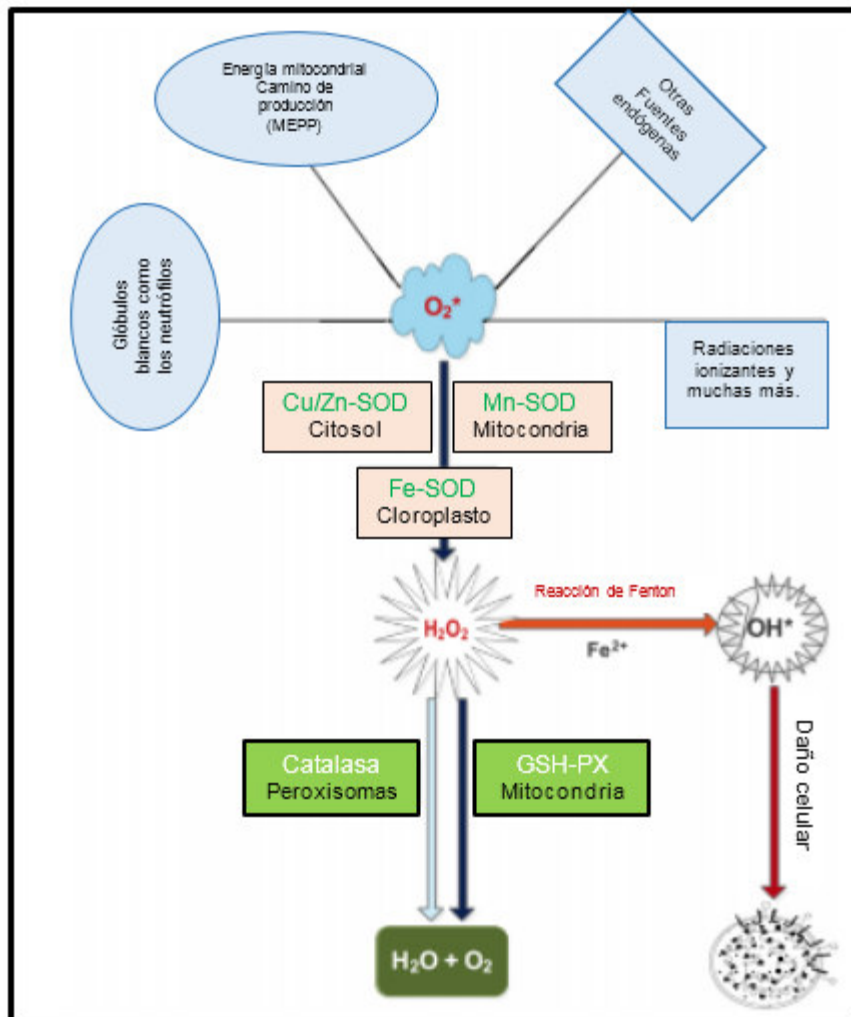 Energía mitocondrial
Camino de
producción
(MEPP)
Otras
Fuentes
endógenas
Glóbulos
blancos como
los neutrófilos
O₂*
Radiaciones
ionizantes y
muchas más.
Cu/Zn-SOD
Citosol
Mn-SOD
Mitocondria
Fe-SOD
Cloroplasto
H₂O₂
Reacción de Fenton
Fe²⁺
OH*
Catalasa
Peroxisomas
GSH-PX
Mitocondria
Daño celular
H₂O + O₂